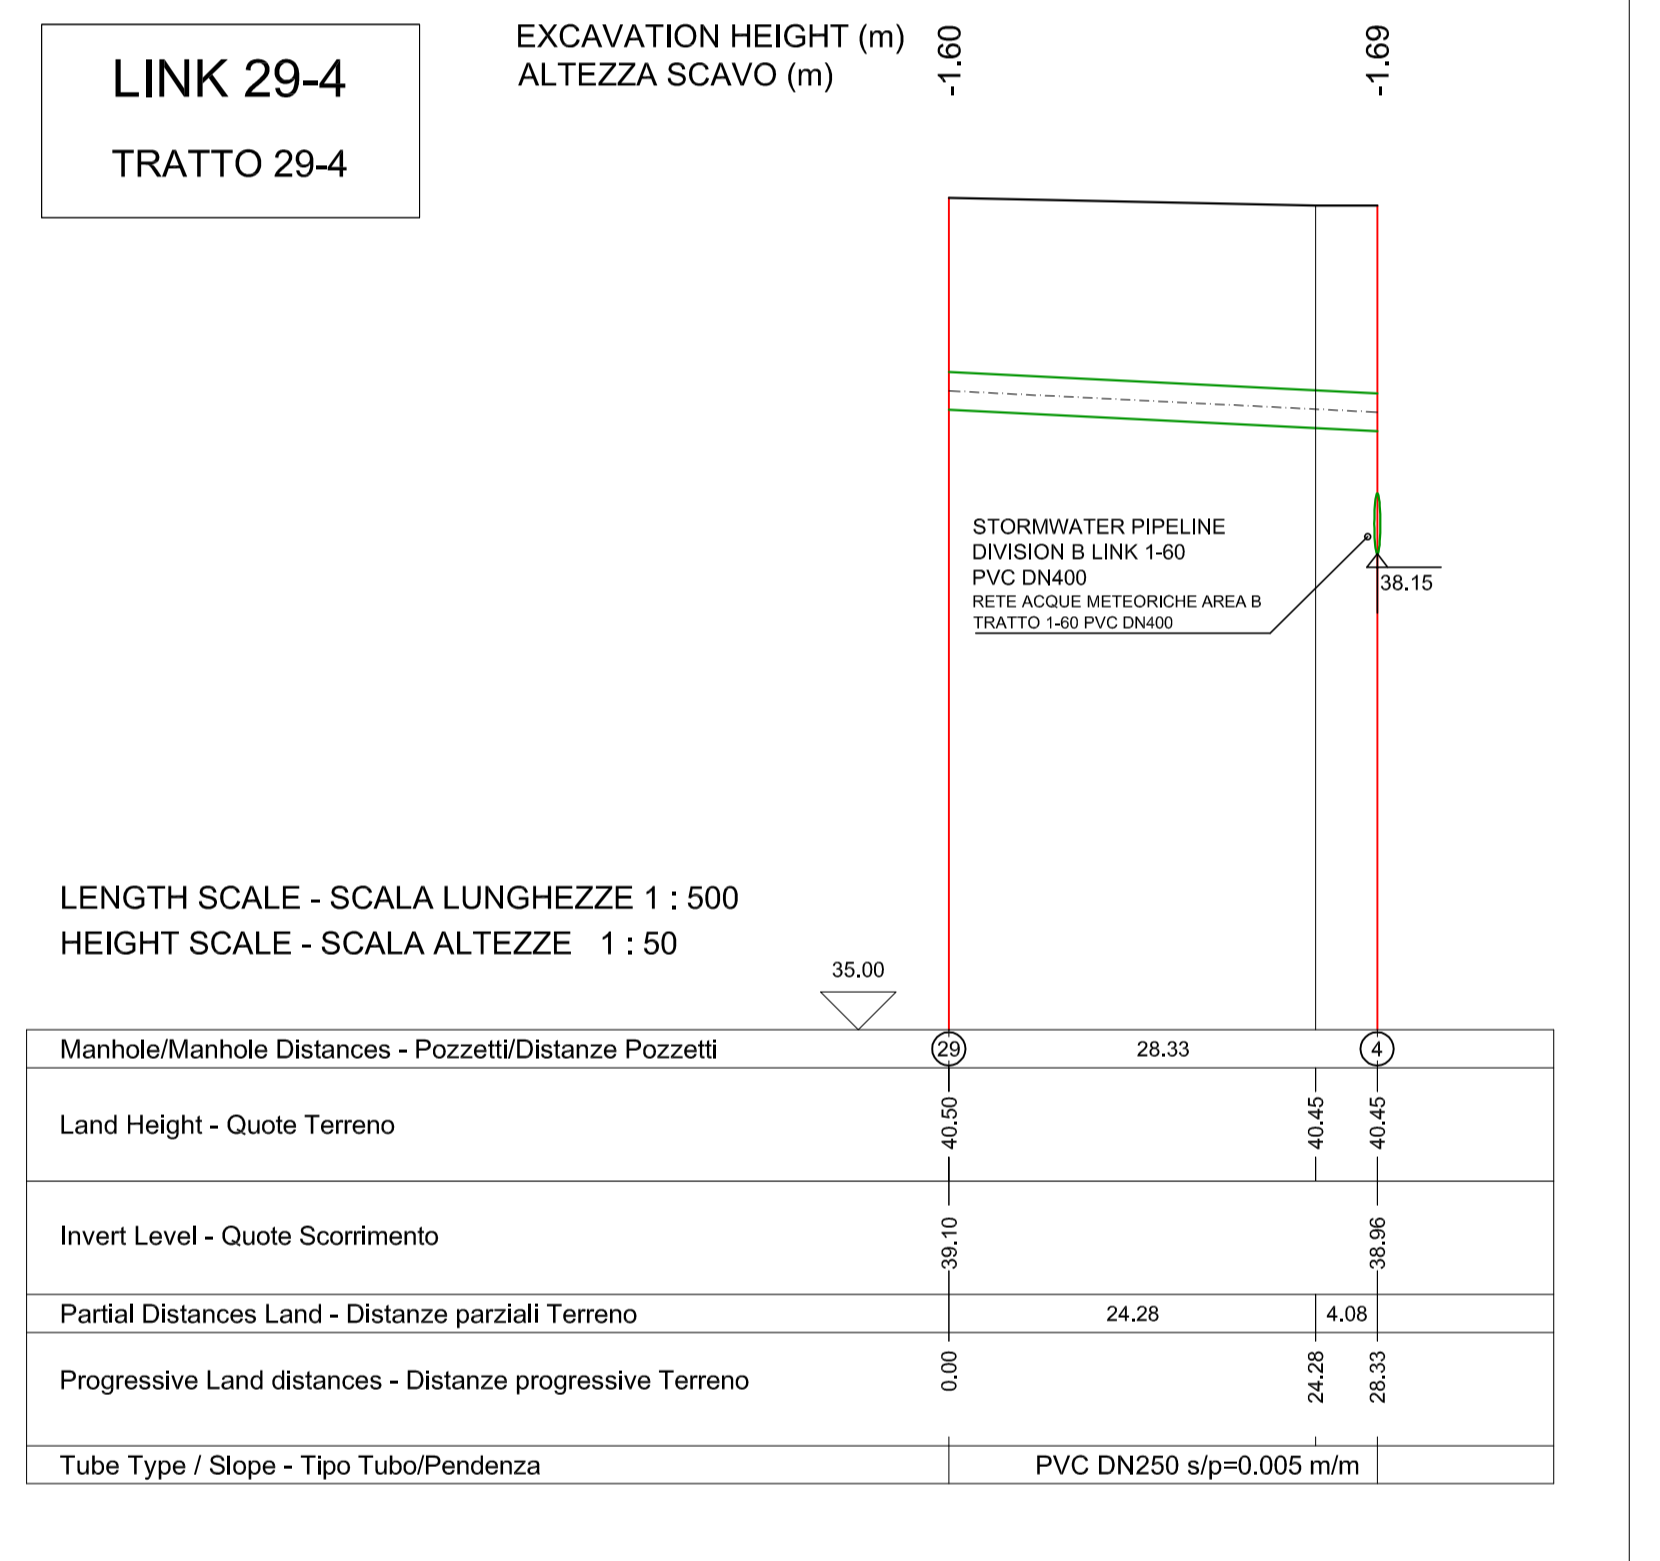 LINK 29-4
TRATTO 29-4
EXCAVATION HEIGHT (m)
ALTEZZA SCAVO (m)
-1.60
-1.69
STORMWATER PIPELINE
DIVISION B LINK 1-60
PVC DN400
RETE ACQUE METEORICHE AREA B
TRATTO 1-60 PVC DN400
38.15
LENGTH SCALE - SCALA LUNGHEZZE 1 : 500
HEIGHT SCALE - SCALA ALTEZZE 1 : 50
35.00
Manhole/Manhole Distances - Pozzetti/Distanze Pozzetti 29 28.33 4
Land Height - Quote Terreno 40.50 40.45 40.45
Invert Level - Quote Scorrimento 39.10 38.96
Partial Distances Land - Distanze parziali Terreno 24.28 4.08
Progressive Land distances - Distanze progressive Terreno 0.00 24.28 28.33
Tube Type / Slope - Tipo Tubo/Pendenza PVC DN250 s/p=0.005 m/m